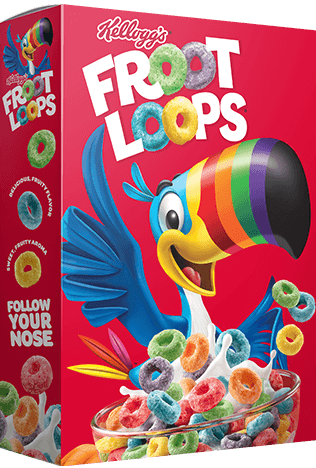 Kellogg's
FROOT
LOOPS
Kellogg's
FROOT
LOOPS
DELICIOUS, FRUITY FLAVOR
SWEET, FRUITY AROMA
FOLLOW
YOUR
NOSE